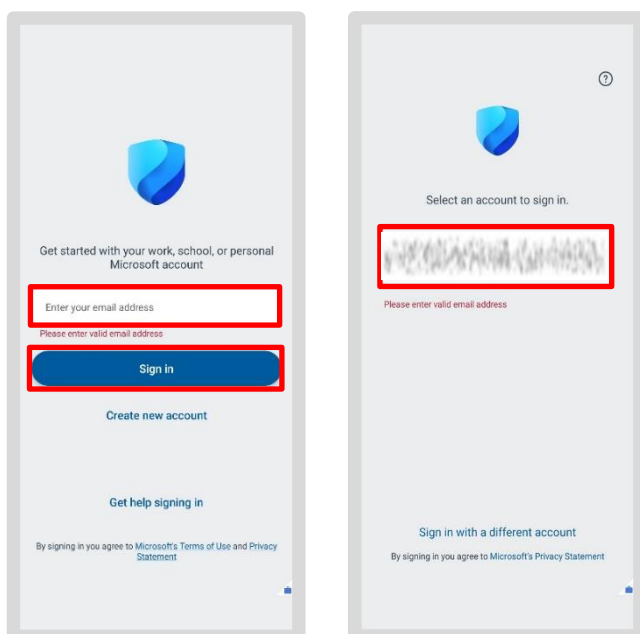 Get started with your work, school, or personal
Microsoft account
Enter your email address
Please enter valid email address
Sign in
Create new account
Get help signing in
By signing in you agree to Microsoft's Terms of Use and Privacy
Statement
?
Select an account to sign in.
Please enter valid email address
Sign in with a different account
By signing in you agree to Microsoft's Privacy Statement